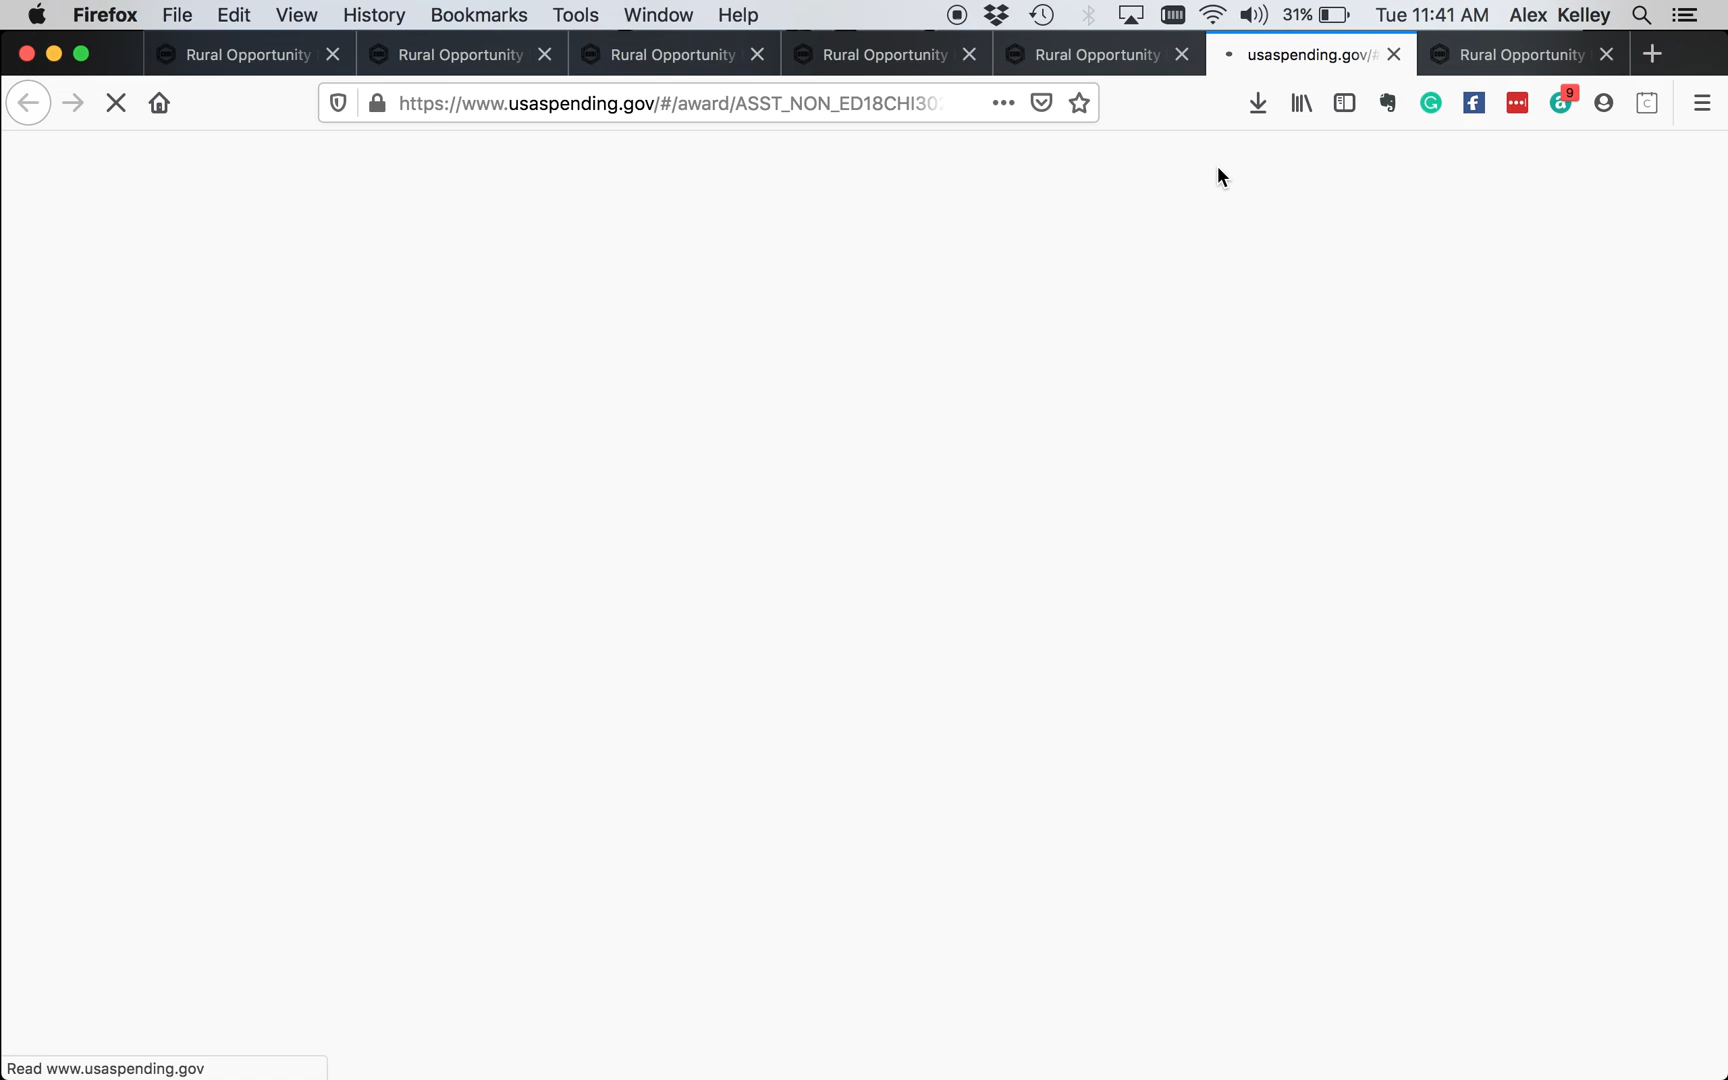 Firefox File Edit View History Bookmarks Tools Window Help 31% Tue 11:41 AM Alex Kelley
Rural Opportunity Rural Opportunity Rural Opportunity Rural Opportunity Rural Opportunity usaspending.gov/# Rural Opportunity
https://www.usaspending.gov/#/award/ASST_NON_ED18CHI30 9
Read www.usaspending.gov